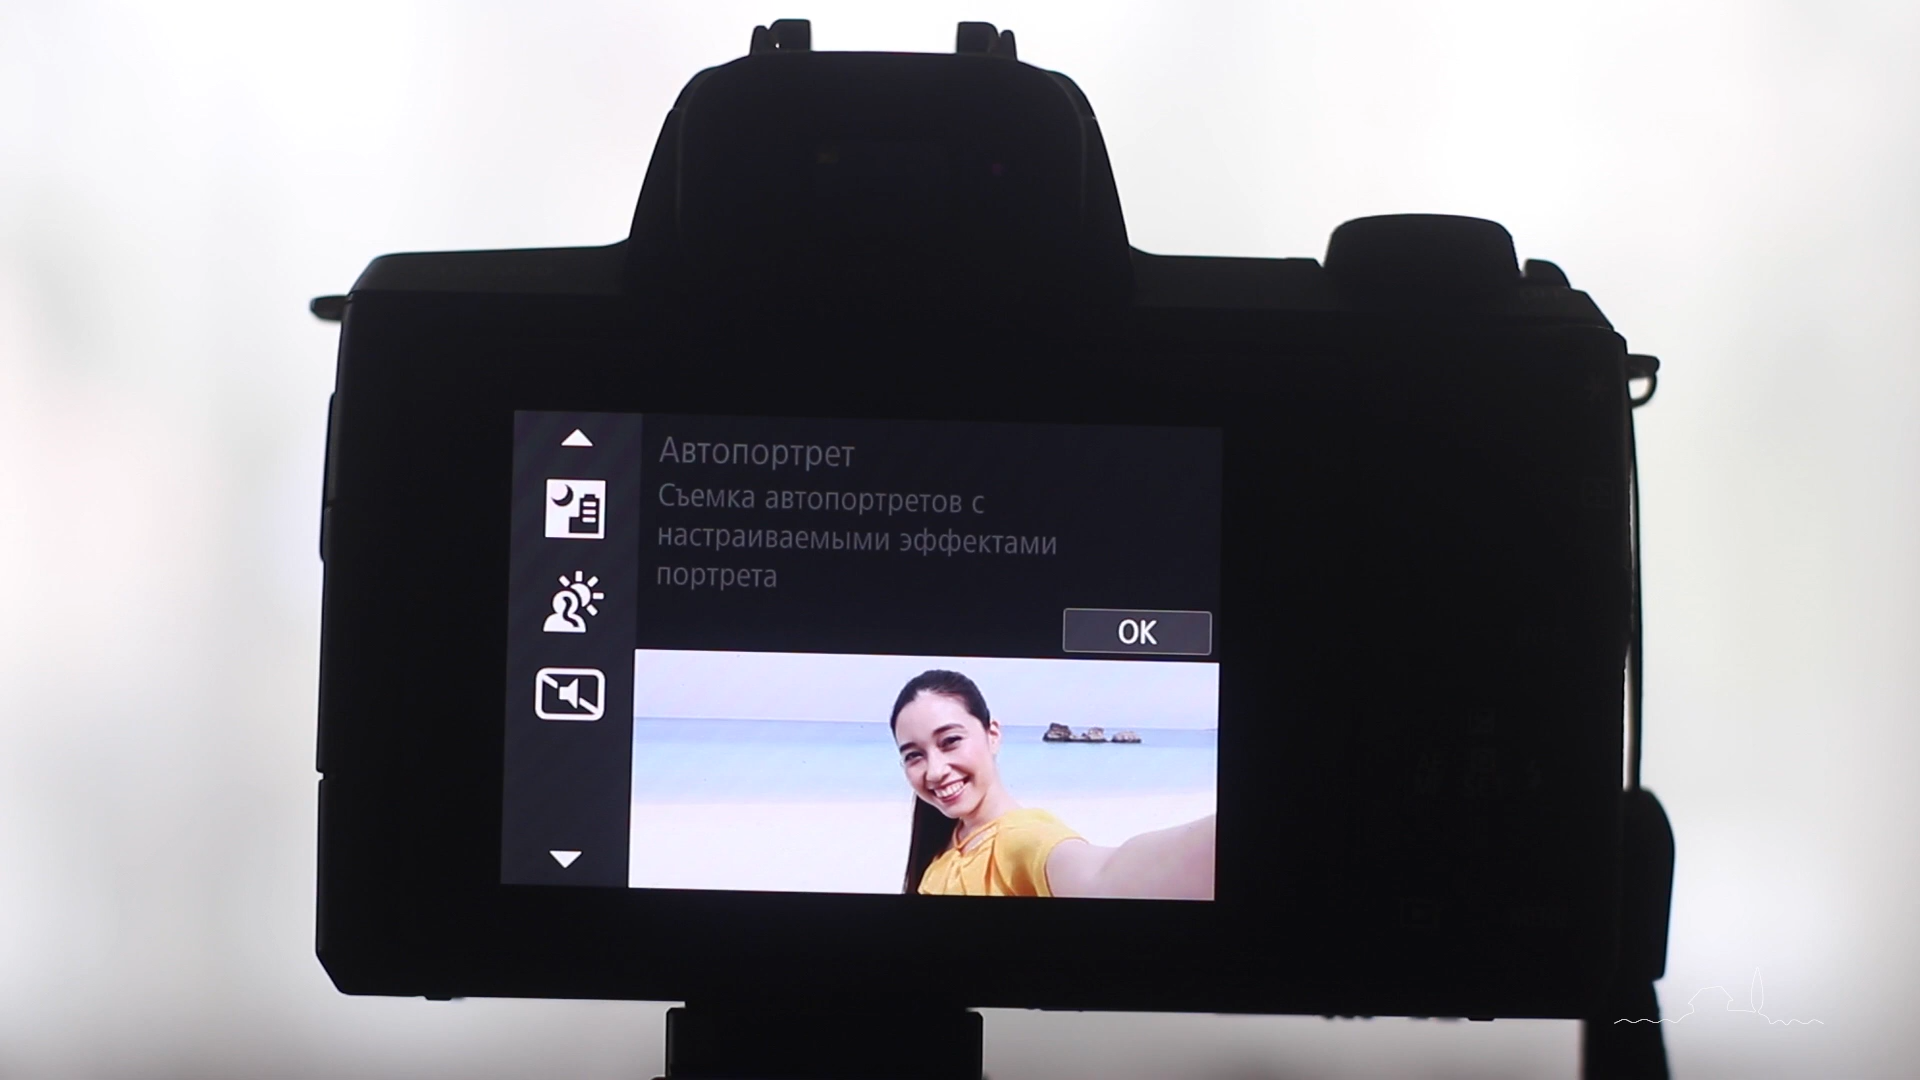 Автопортрет
Съемка автопортретов с
настраиваемыми эффектами
портрета
OK